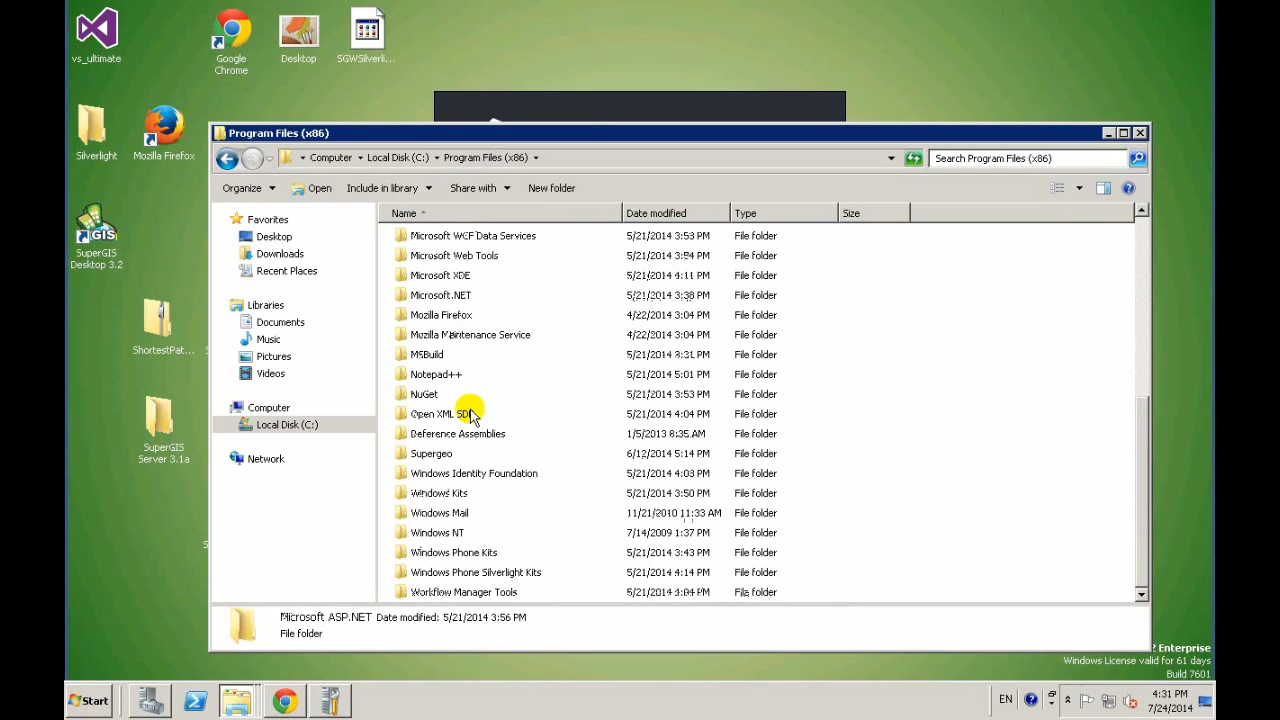 vs_ultimate
Google
Chrome
Desktop
SGWSilverli...
Silverlight
Mozilla Firefox
SuperGIS
Desktop 3.2
ShortestPat...
SuperGIS
Server 3.1a
Program Files (x86)
Computer
Local Disk (C:)
Program Files (x86)
Search Program Files (x86)
Organize
Open
Include in library
Share with
New folder
Favorites
Desktop
Downloads
Recent Places
Libraries
Documents
Music
Pictures
Videos
Computer
Local Disk (C:)
Network
Name Date modified Type Size
Microsoft WCF Data Services 5/21/2014 3:53 PM File folder
Microsoft Web Tools 5/21/2014 3:54 PM File folder
Microsoft XDE 5/21/2014 4:11 PM File folder
Microsoft.NET 5/21/2014 3:38 PM File folder
Mozilla Firefox 4/22/2014 3:04 PM File folder
Mozilla Maintenance Service 4/22/2014 3:04 PM File folder
MSBuild 5/21/2014 PM File folder
Notepad++ 5/21/2014 5:01 PM File folder
NuGet 5/21/2014 3:53 PM File folder
Open XML 5/21/2014 4:04 PM File folder
Reference Assemblies 1/5/2013 8:35 AM File folder
Supergeo 6/12/2014 5:14 PM File folder
Windows Identity Foundation 5/21/2014 4:03 PM File folder
Windows Kits 5/21/2014 3:50 PM File folder
Windows Mail 11/21/2010 11:33 AM File folder
Windows NT 7/14/2009 1:37 PM File folder
Windows Phone Kits 5/21/2014 3:43 PM File folder
Windows Phone Silverlight Kits 5/21/2014 4:14 PM File folder
Workflow Manager Tools 5/21/2014 4:04 PM File folder
Microsoft ASP.NET Date modified: 5/21/2014 3:56 PM
File folder
2 Enterprise
Windows License valid for 61 days
Build 7601
Start
EN
4:31 PM
7/24/2014